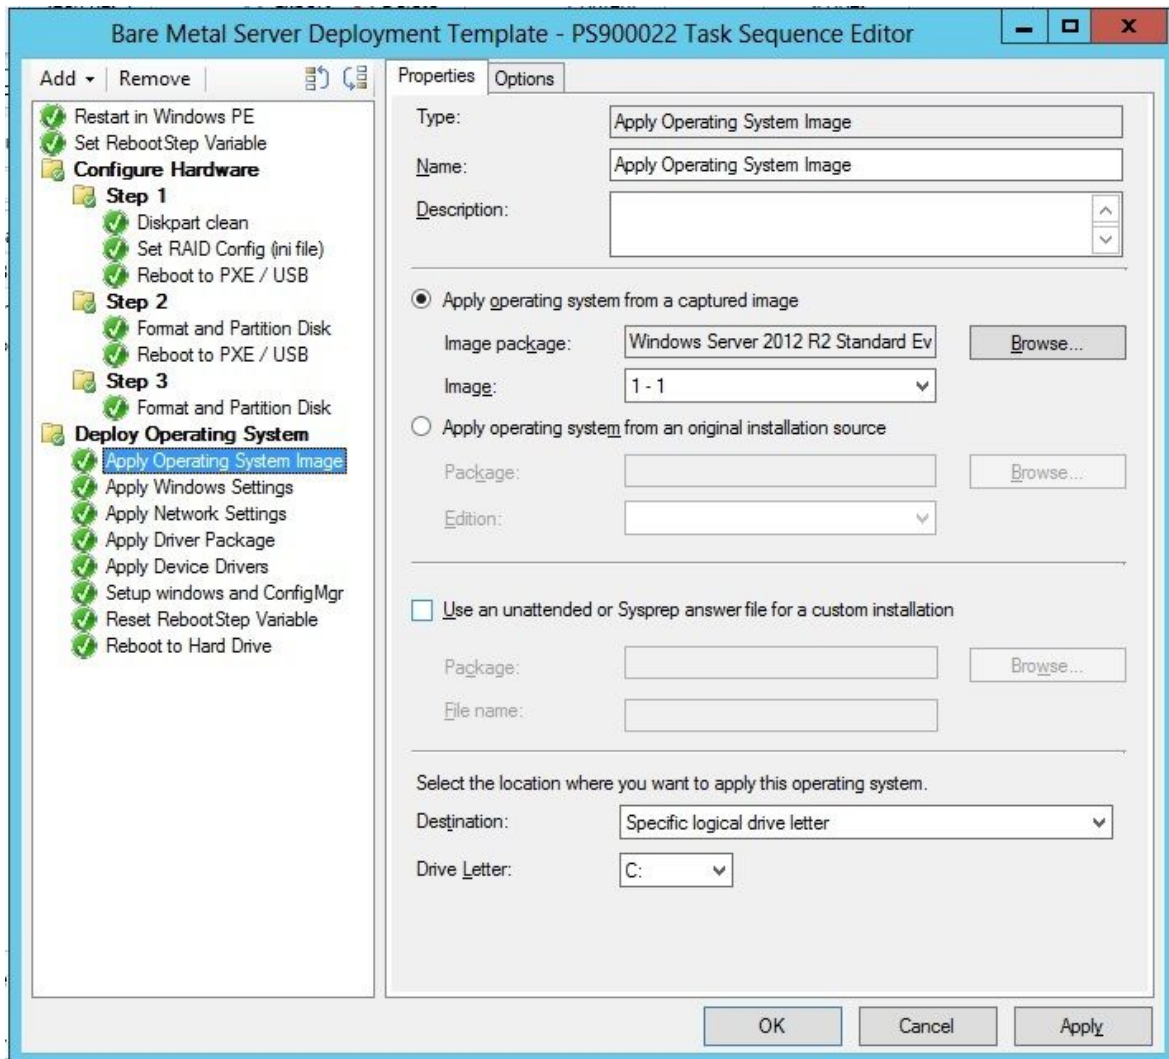 Bare Metal Server Deployment Template - PS900022 Task Sequence Editor
Add
Remove
Restart in Windows PE
Set RebootStep Variable
Configure Hardware
Step 1
Diskpart clean
Set RAID Config (ini file)
Reboot to PXE / USB
Step 2
Format and Partition Disk
Reboot to PXE / USB
Step 3
Format and Partition Disk
Deploy Operating System
Apply Operating System Image
Apply Windows Settings
Apply Network Settings
Apply Driver Package
Apply Device Drivers
Setup windows and ConfigMgr
Reset RebootStep Variable
Reboot to Hard Drive
Properties
Options
Type: Apply Operating System Image
Name: Apply Operating System Image
Description:
Apply operating system from a captured image
Image package: Windows Server 2012 R2 Standard Ev Browse...
Image: 1 - 1
Apply operating system from an original installation source
Package: Browse...
Edition:
Use an unattended or Sysprep answer file for a custom installation
Package: Browse...
File name:
Select the location where you want to apply this operating system.
Destination: Specific logical drive letter
Drive Letter: C:
OK Cancel Apply